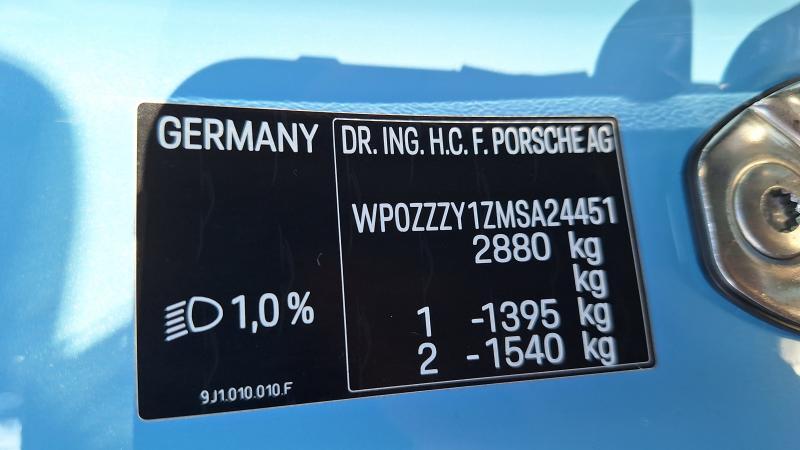 GERMANY
1,0%
9J1.010.010.F
DR. ING. H.C. F. PORSCHE AG
WP0ZZZY1ZMSA24451
2880 kg
kg
1 -1395 kg
2 -1540 kg